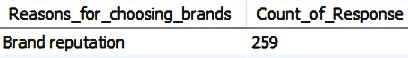 Reasons_for_choosing_brands Count_of_Response
Brand reputation 259